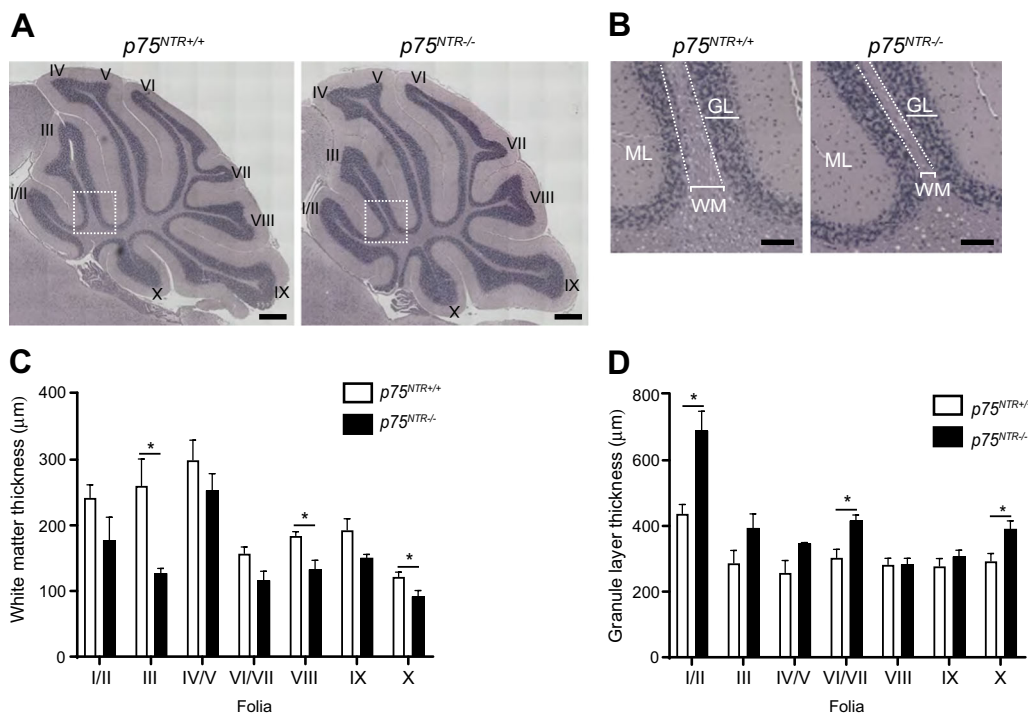 A
p75NTR+/+
p75NTR-/-
IV
V
VI
III
VII
I/II
VIII
X
IX
IV
V
VI
III
VII
I/II
VIII
X
IX
B
p75NTR+/+
p75NTR-/-
GL
ML
WM
GL
ML
WM
C
White matter thickness (µm)
400
300
200
100
0
p75NTR+/+
p75NTR-/-
*
*
*
I/II
III
IV/V
VI/VII
VIII
IX
X
Folia
D
Granule layer thickness (µm)
800
600
400
200
0
p75NTR+/-
p75NTR-/-
*
*
*
I/II
III
IV/V
VI/VII
VIII
IX
X
Folia